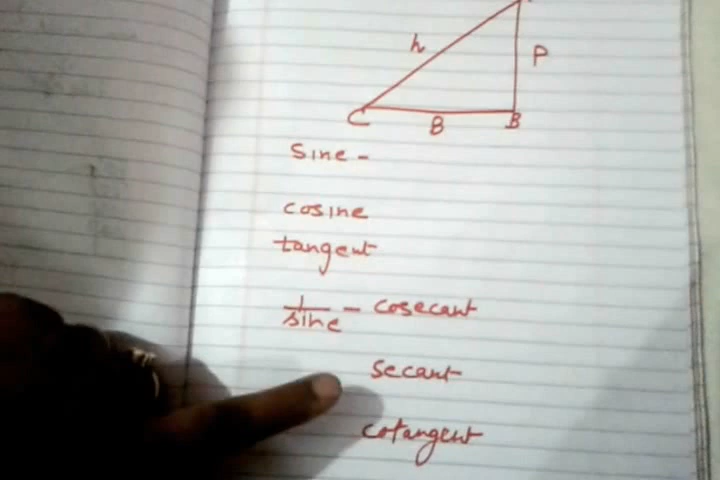 h
P
C
B
B
Sine -
cosine
tangent
1/sine - cosecant
secant
cotangent